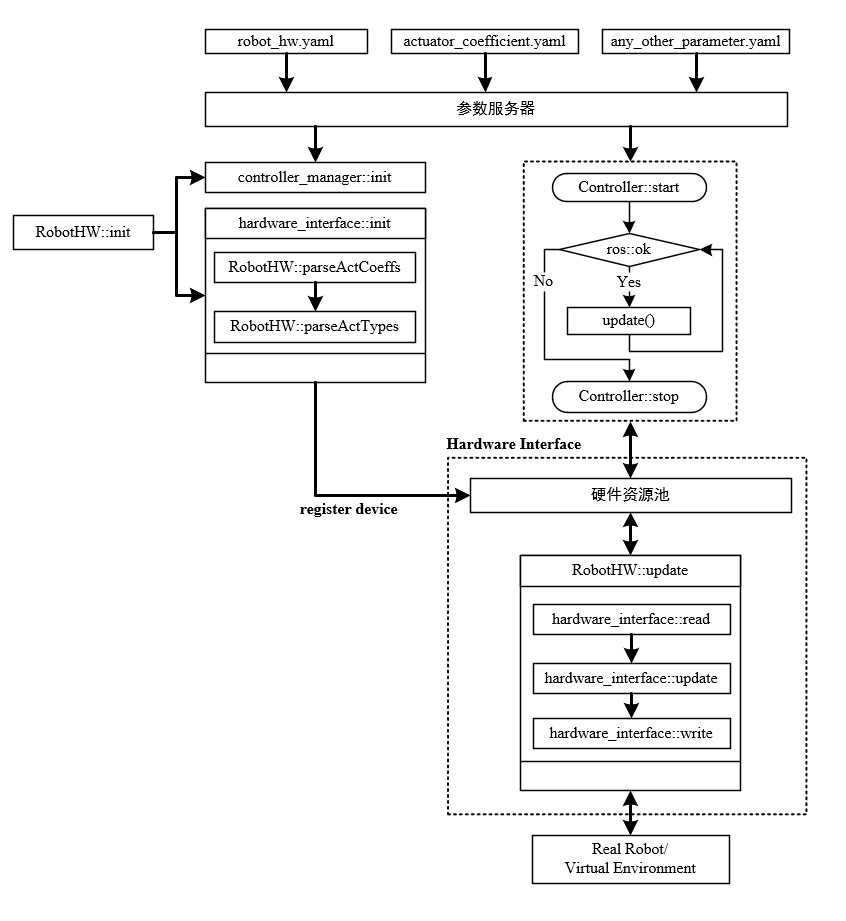 robot_hw.yaml
actuator_coefficient.yaml
any_other_parameter.yaml
参数服务器
controller_manager::init
RobotHW::init
hardware_interface::init
RobotHW::parseActCoeffs
RobotHW::parseActTypes
Controller::start
ros::ok
No
Yes
update()
Controller::stop
Hardware Interface
硬件资源池
register device
RobotHW::update
hardware_interface::read
hardware_interface::update
hardware_interface::write
Real Robot/
Virtual Environment